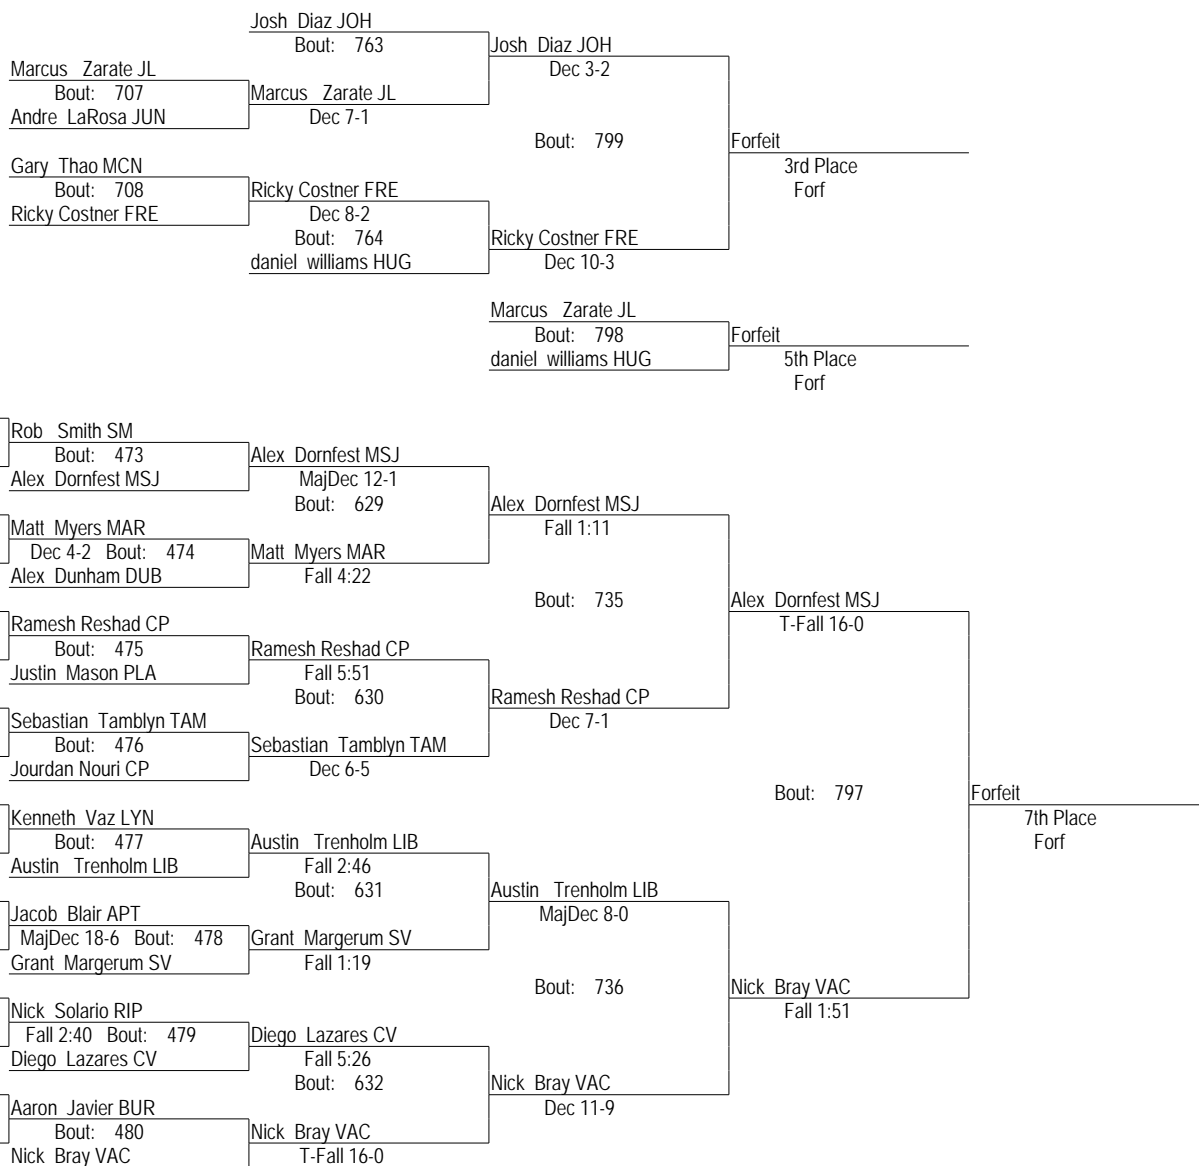 Josh Diaz JOH
Bout: 763
Josh Diaz JOH
Marcus Zarate JL
Dec 3-2
Bout: 707
Marcus Zarate JL
Andre LaRosa JUN
Dec 7-1
Bout: 799
Forfeit
Gary Thao MCN
3rd Place
Bout: 708
Ricky Costner FRE
Forf
Ricky Costner FRE
Dec 8-2
Bout: 764
Ricky Costner FRE
daniel williams HUG
Dec 10-3
Marcus Zarate JL
Bout: 798
Forfeit
daniel williams HUG
5th Place
Forf
Rob Smith SM
Bout: 473
Alex Dornfest MSJ
Alex Dornfest MSJ
MajDec 12-1
Bout: 629
Alex Dornfest MSJ
Matt Myers MAR
Fall 1:11
Dec 4-2 Bout: 474
Matt Myers MAR
Alex Dunham DUB
Fall 4:22
Bout: 735
Alex Dornfest MSJ
Ramesh Reshad CP
T-Fall 16-0
Bout: 475
Ramesh Reshad CP
Justin Mason PLA
Fall 5:51
Bout: 630
Ramesh Reshad CP
Sebastian Tamblyn TAM
Dec 7-1
Bout: 476
Sebastian Tamblyn TAM
Jourdan Nouri CP
Dec 6-5
Bout: 797
Forfeit
Kenneth Vaz LYN
7th Place
Bout: 477
Austin Trenholm LIB
Forf
Austin Trenholm LIB
Fall 2:46
Bout: 631
Austin Trenholm LIB
Jacob Blair APT
MajDec 8-0
MajDec 18-6 Bout: 478
Grant Margerum SV
Grant Margerum SV
Fall 1:19
Bout: 736
Nick Bray VAC
Nick Solario RIP
Fall 1:51
Fall 2:40 Bout: 479
Diego Lazares CV
Diego Lazares CV
Fall 5:26
Bout: 632
Nick Bray VAC
Aaron Javier BUR
Dec 11-9
Bout: 480
Nick Bray VAC
Nick Bray VAC
T-Fall 16-0